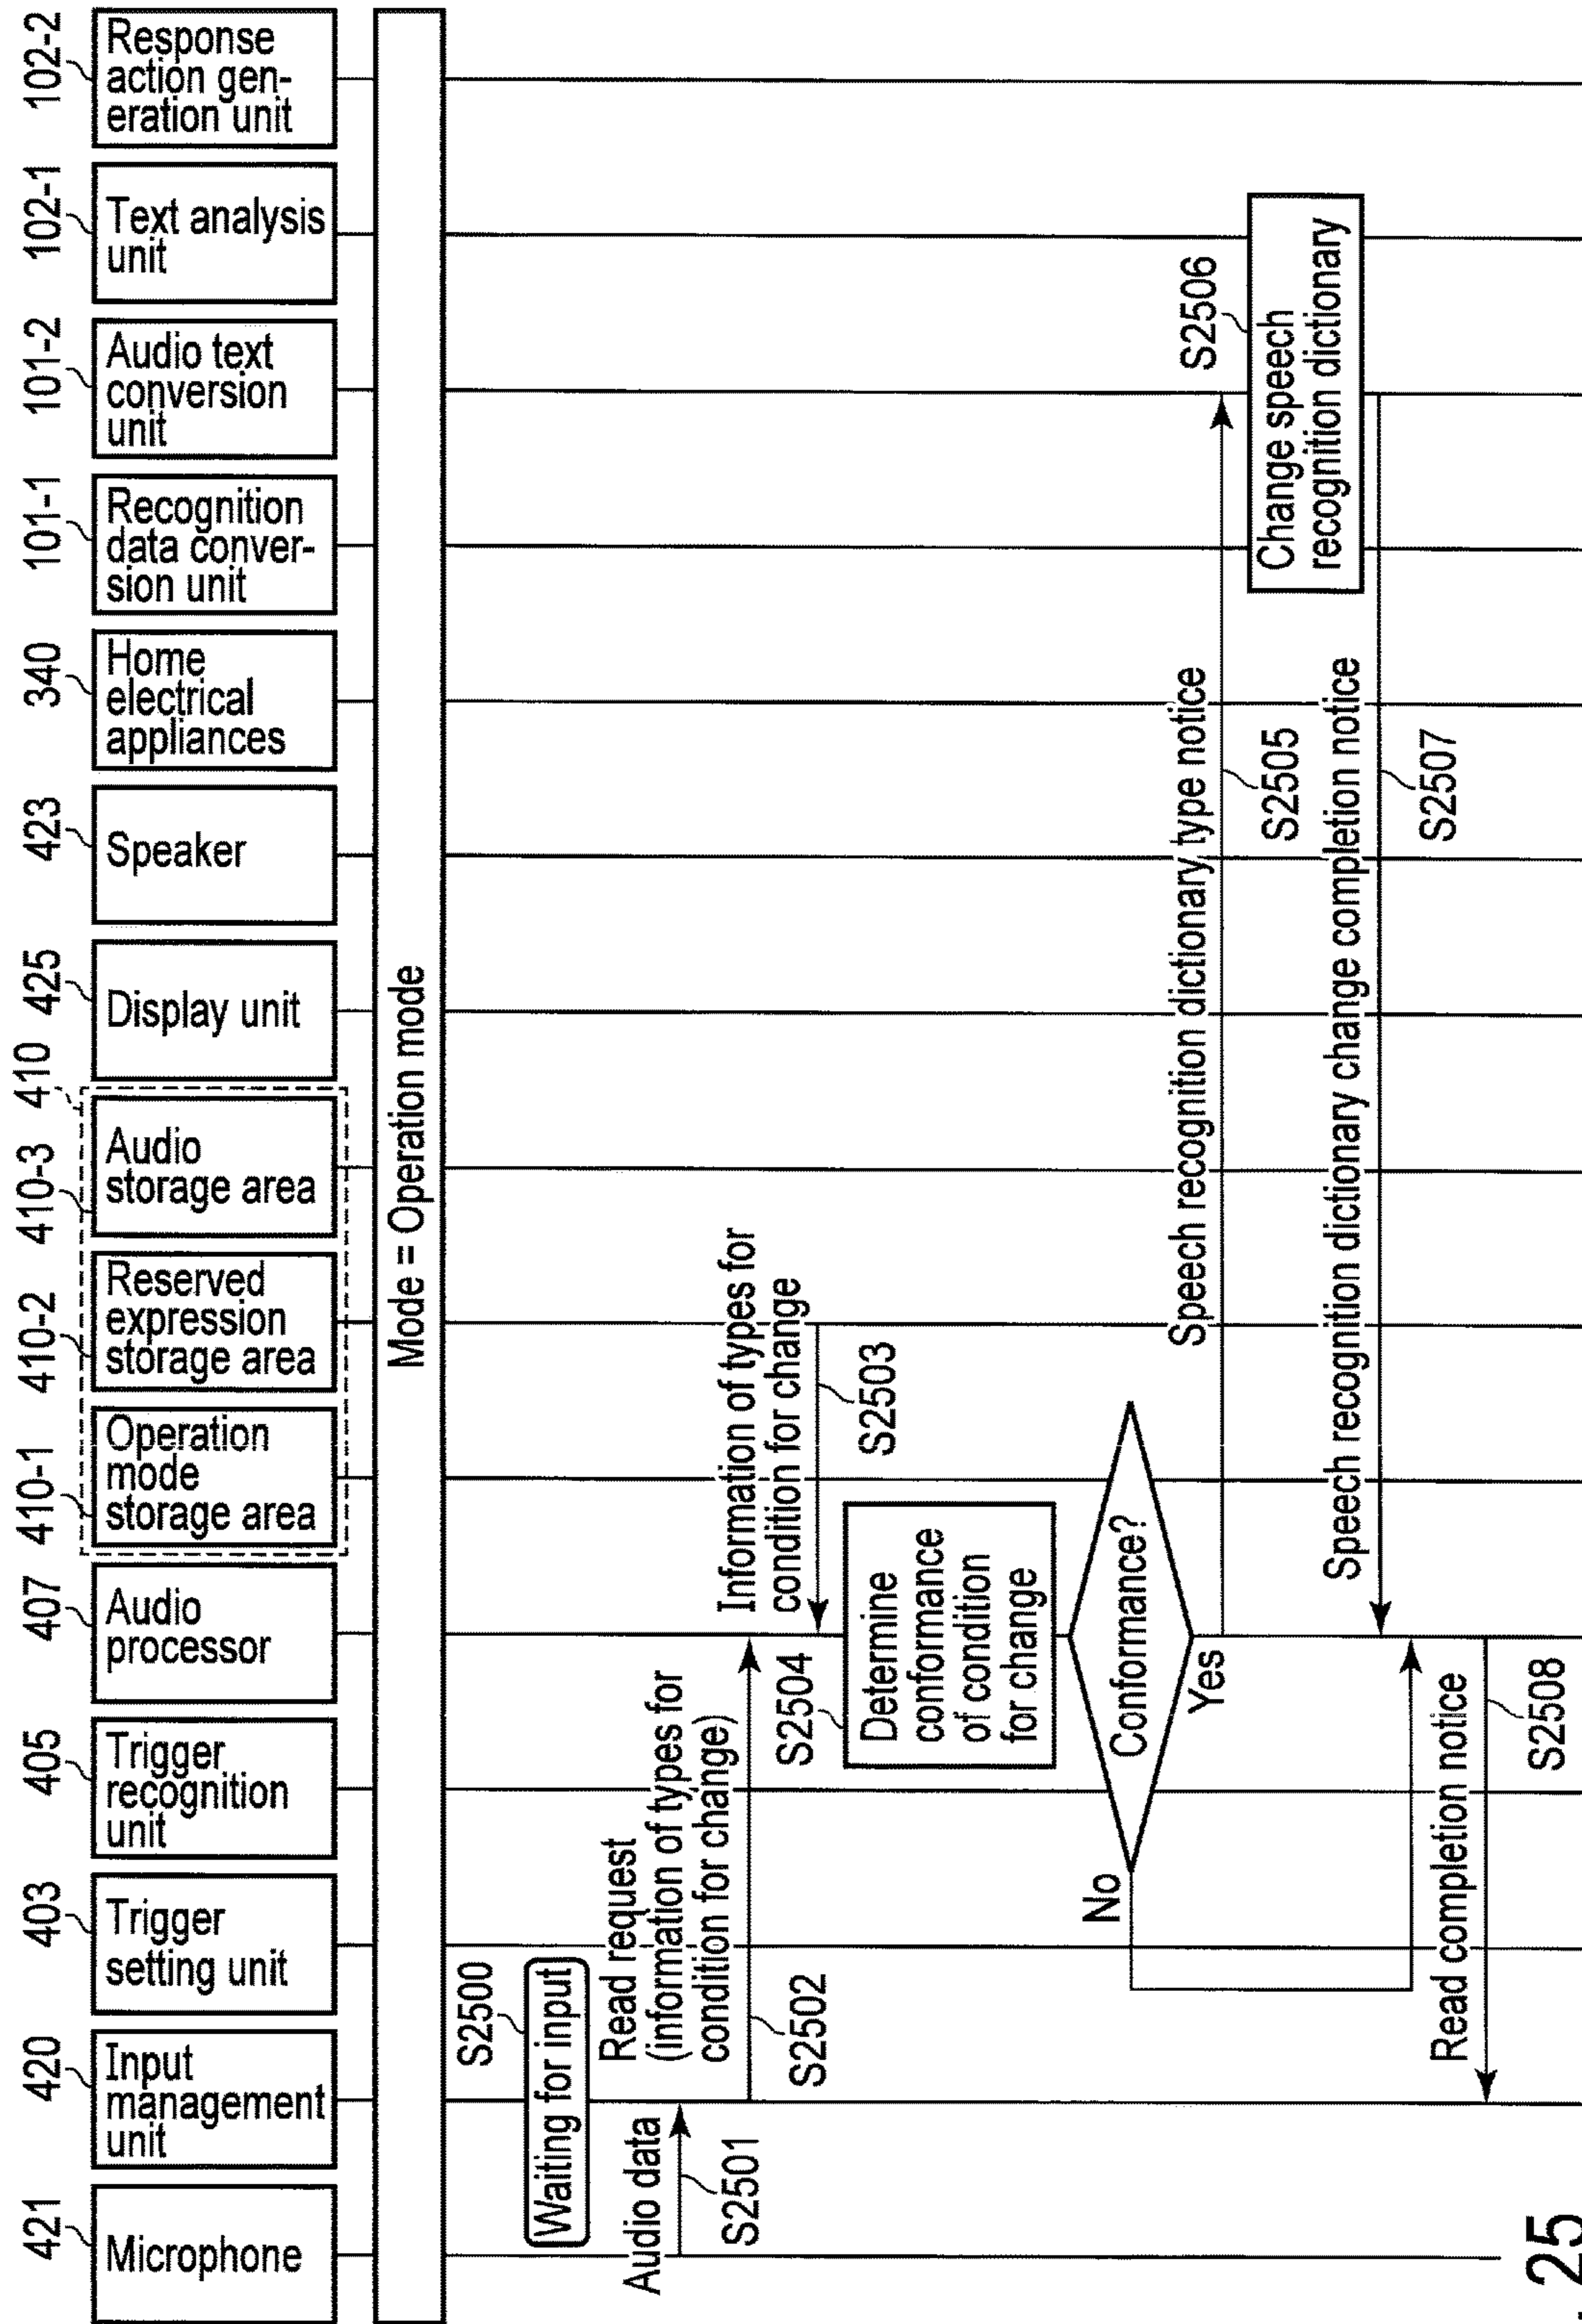 421
Microphone
420
Input
management
unit
403
Trigger
setting unit
405
Trigger
recognition
unit
407
Audio
processor
410
410-1
Operation
mode
storage area
410-2
Reserved
expression
storage area
410-3
Audio
storage area
425
Display unit
423
Speaker
340
Home
electrical
appliances
101-1
Recognition
data conver-
sion unit
101-2
Audio text
conversion
unit
102-1
Text analysis
unit
102-2
Response
action gen-
eration unit
Mode = Operation mode
S2500
Waiting for input
Audio data
S2501
Read request
(information of types for
condition for change)
S2502
Information of types for
condition for change
S2503
S2504
Determine
conformance
of condition
for change
Conformance?
No
Yes
Speech recognition dictionary type notice
S2505
S2506
Change speech
recognition dictionary
Speech recognition dictionary change completion notice
S2507
Read completion notice
S2508
. 25